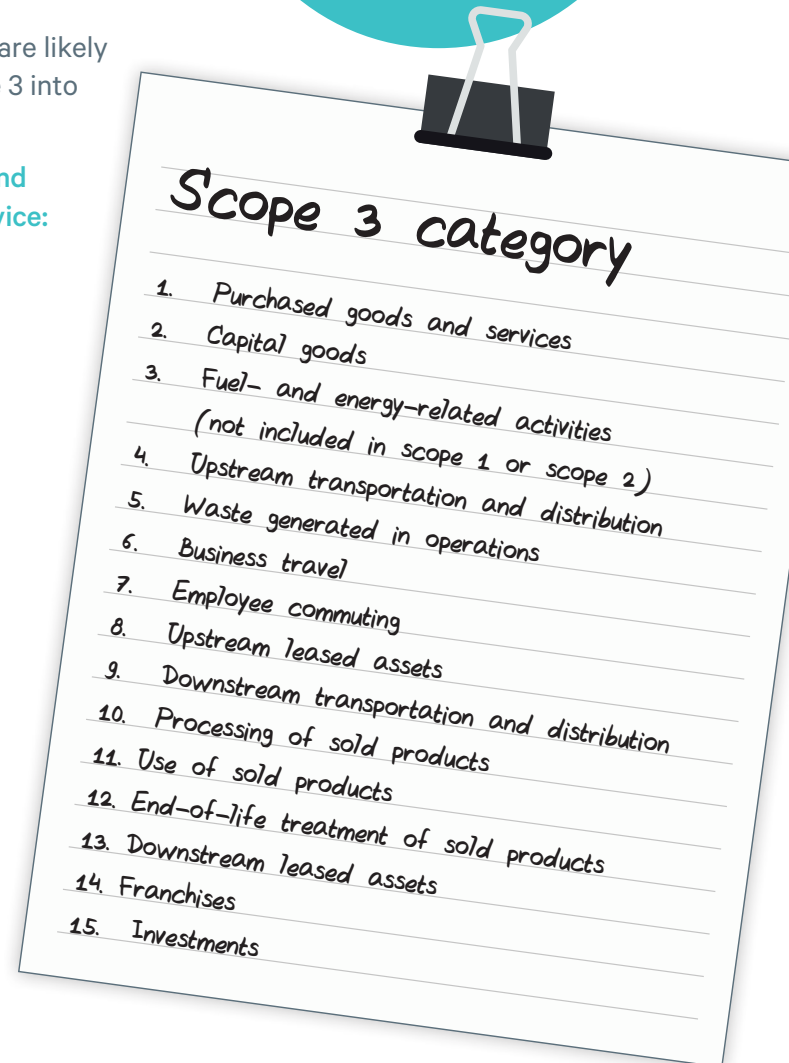 are likely
3 into
nd
vice:
Scope 3 category
1. Purchased goods and services
2. Capital goods
3. Fuel- and energy-related activities
(not included in scope 1 or scope 2)
4. Upstream transportation and distribution
5. Waste generated in operations
6. Business travel
7. Employee commuting
8. Upstream leased assets
9. Downstream transportation and distribution
10. Processing of sold products
11. Use of sold products
12. End-of-life treatment of sold products
13. Downstream leased assets
14. Franchises
15. Investments